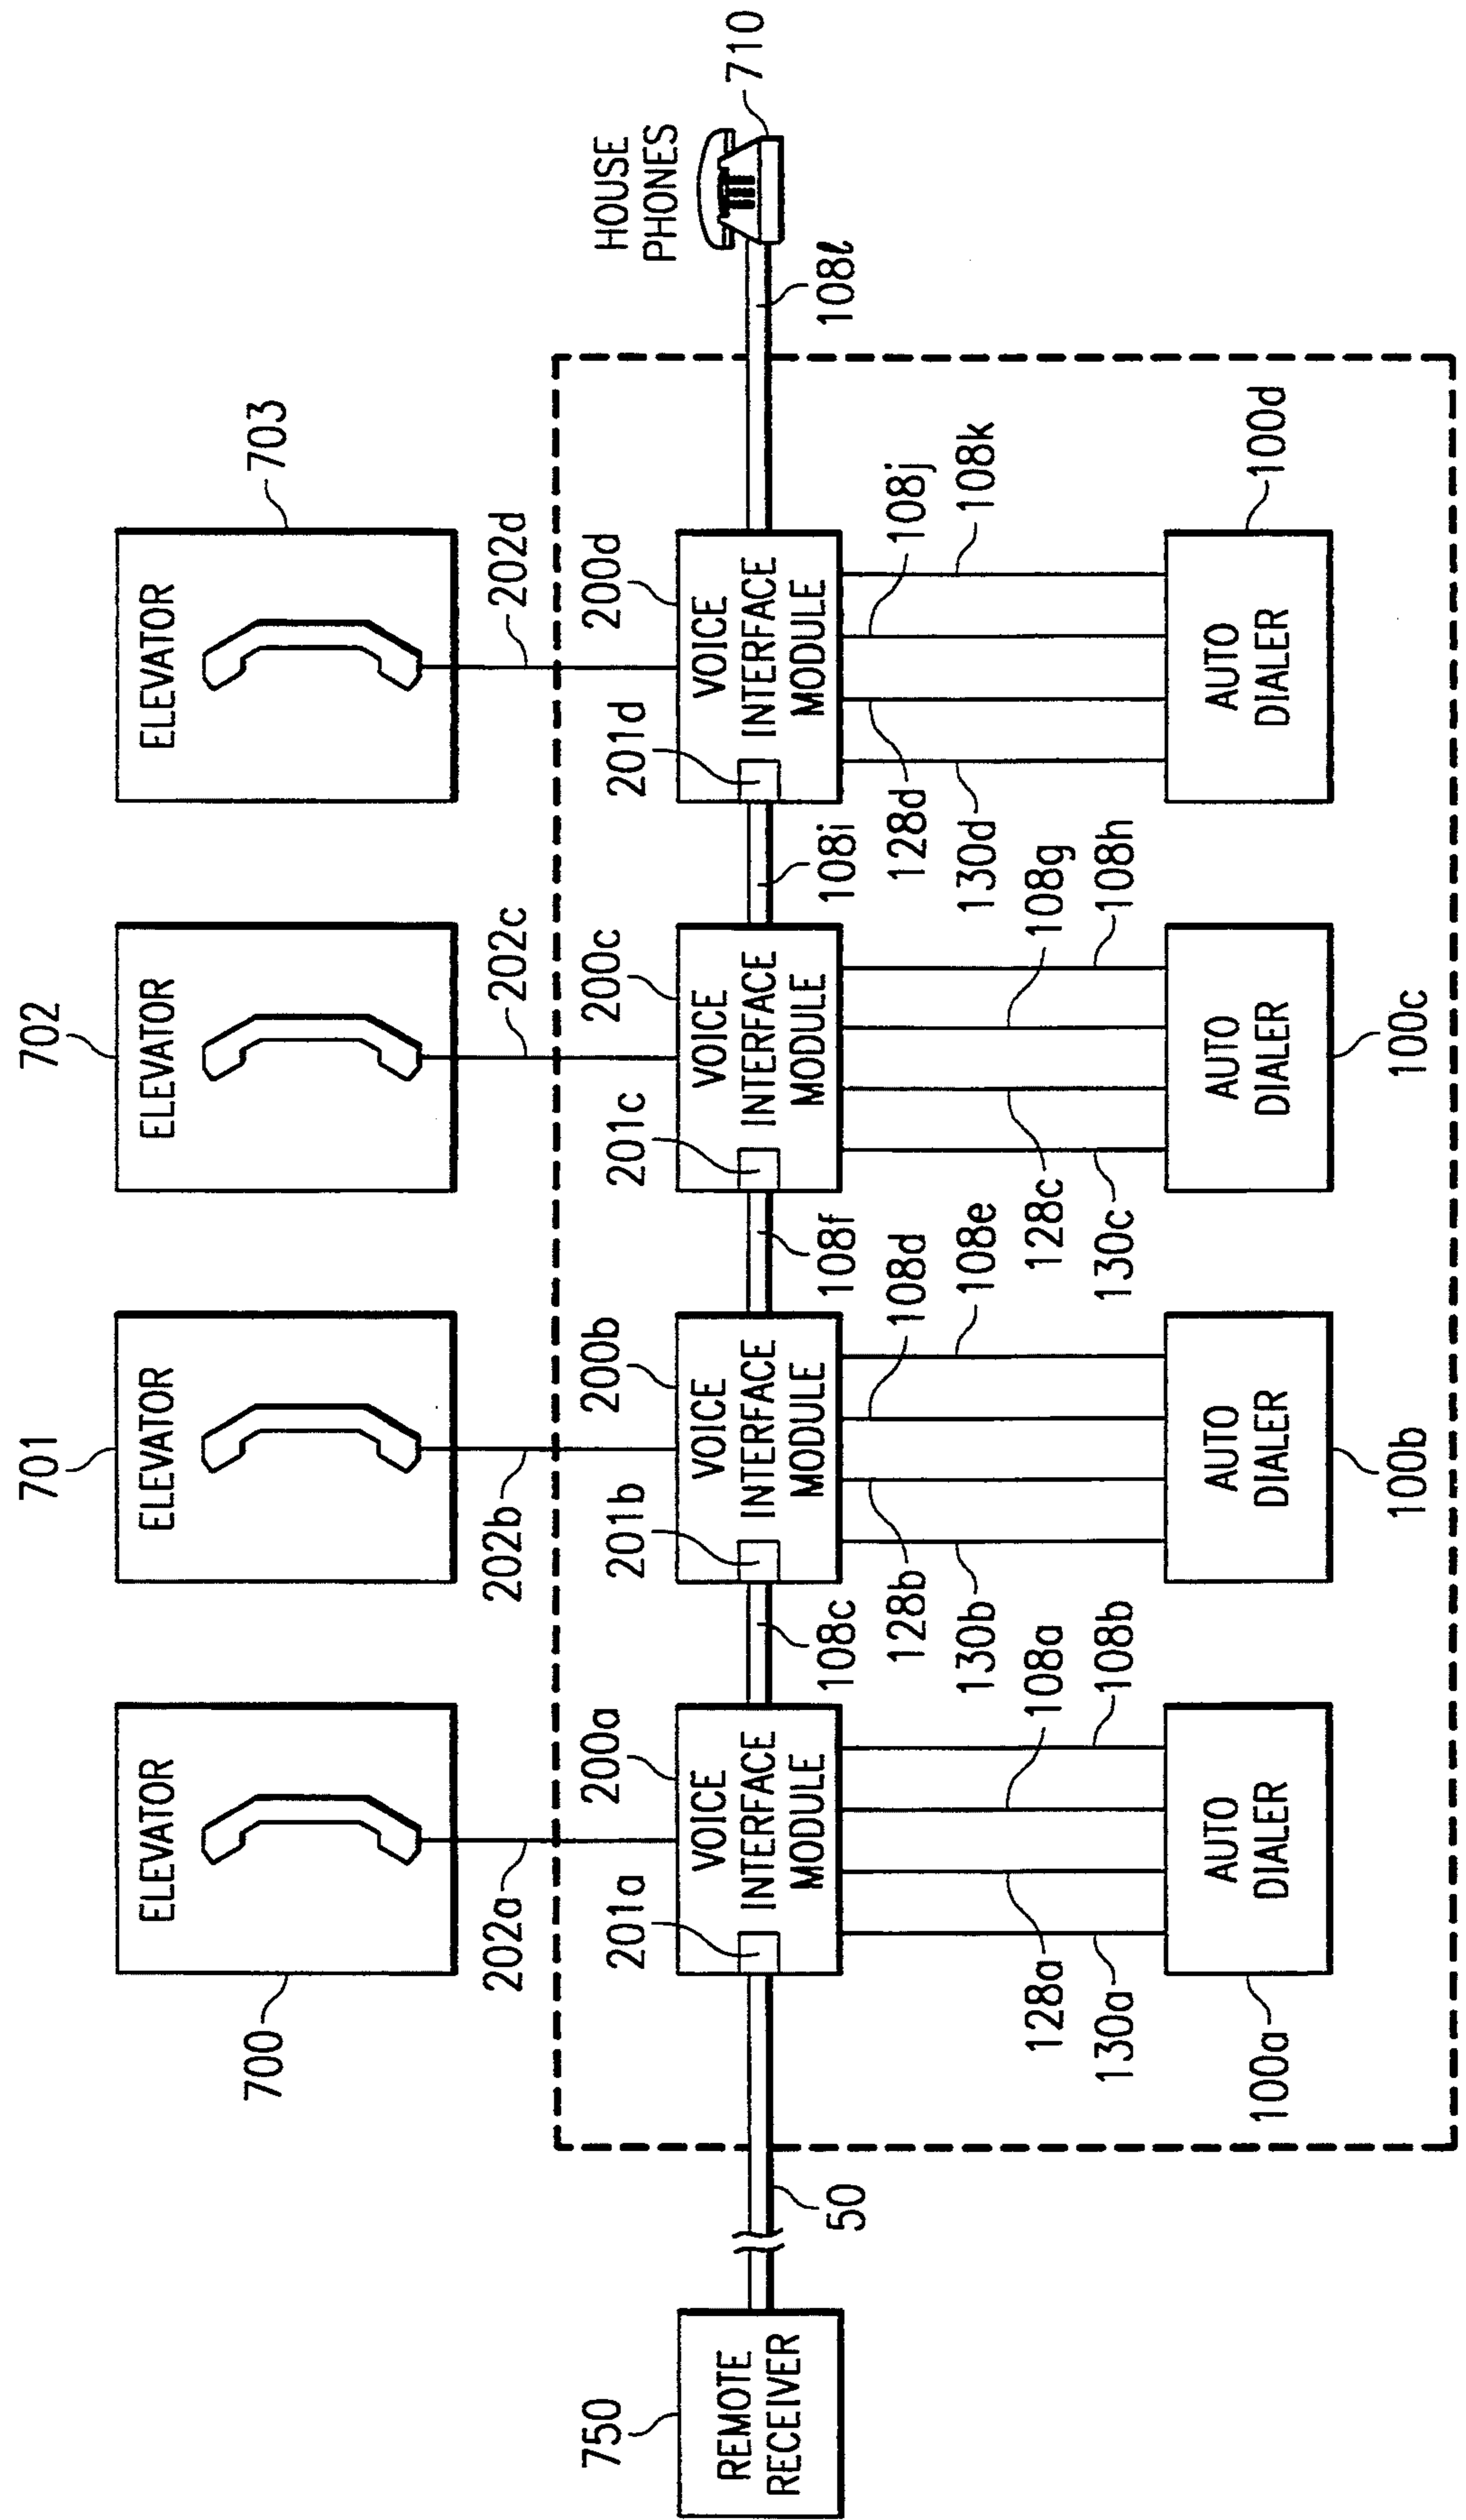 700
701
702
703
ELEVATOR
ELEVATOR
ELEVATOR
ELEVATOR
202a
202b
202c
202d
750
REMOTE
RECEIVER
50
201a
200a
VOICE
INTERFACE
MODULE
108c
201b
200b
VOICE
INTERFACE
MODULE
108f
201c
200c
VOICE
INTERFACE
MODULE
108i
201d
200d
VOICE
INTERFACE
MODULE
108ℓ
HOUSE
PHONES
710
128a
130a
108a
108b
128b
130b
108d
108e
128c
130c
108g
108h
128d
130d
108j
108k
100a
AUTO
DIALER
AUTO
DIALER
100b
AUTO
DIALER
100c
AUTO
DIALER
100d